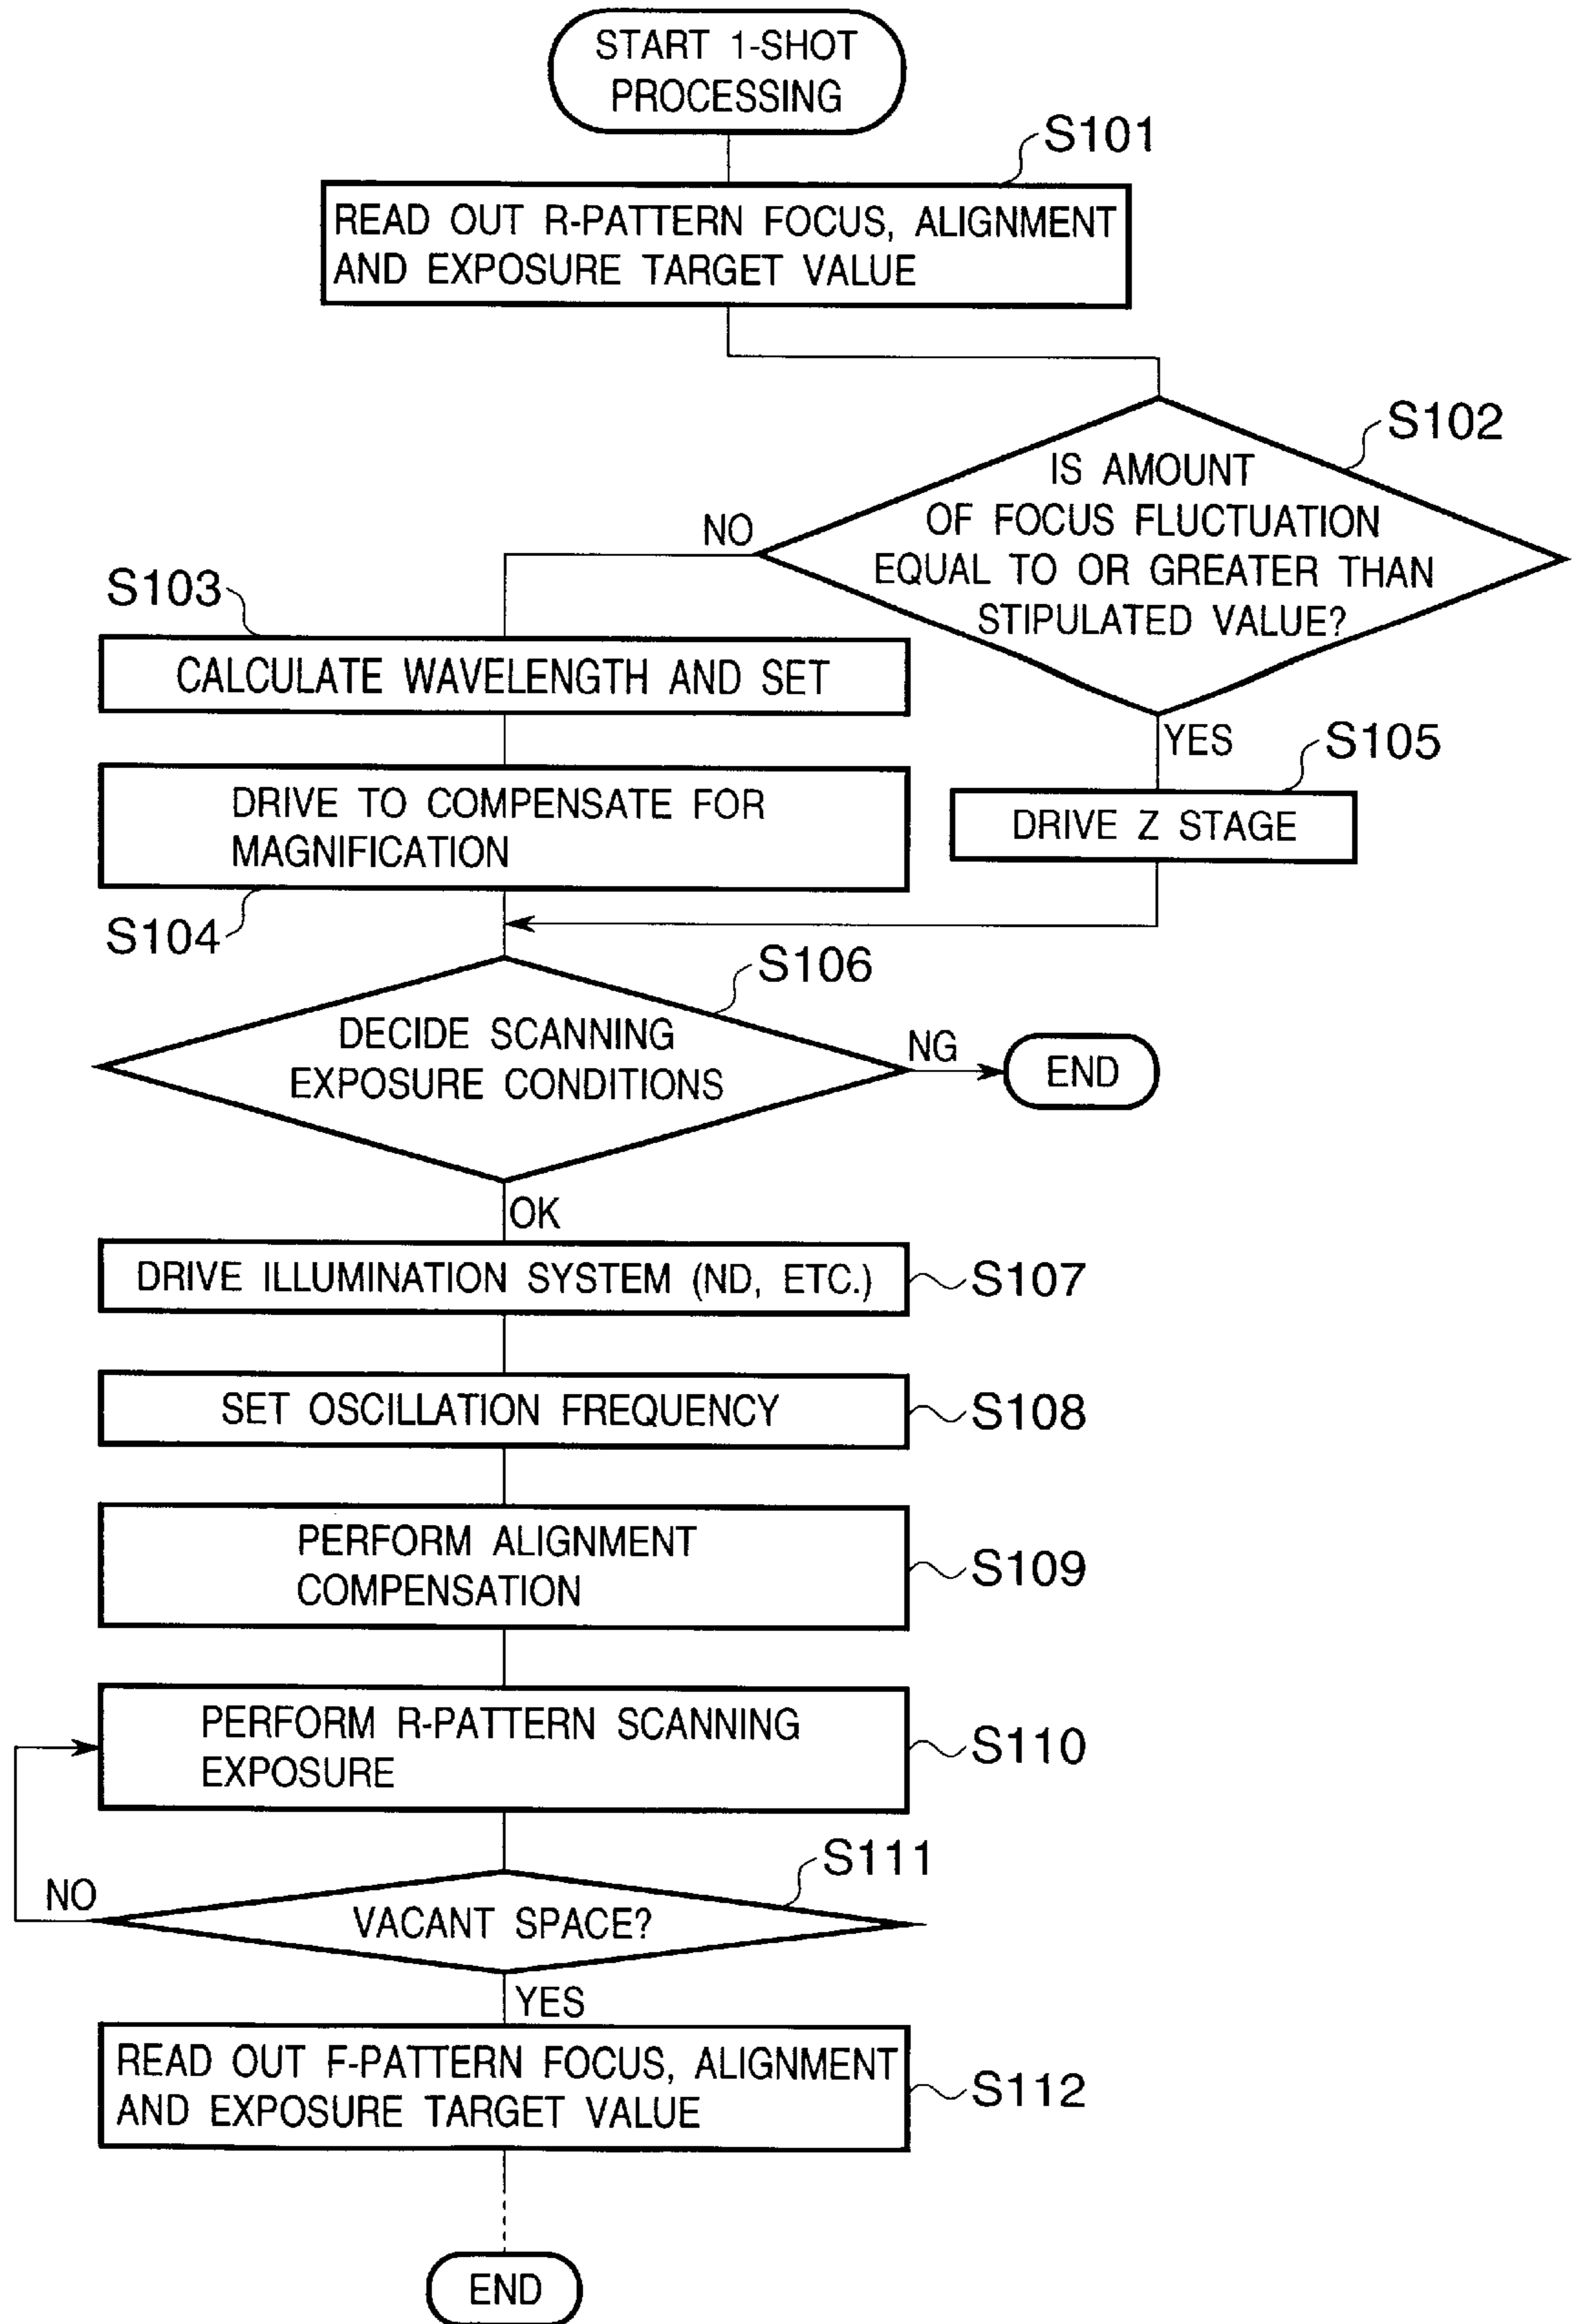 START 1-SHOT
PROCESSING
S101
READ OUT R-PATTERN FOCUS, ALIGNMENT
AND EXPOSURE TARGET VALUE
S102
IS AMOUNT
OF FOCUS FLUCTUATION
EQUAL TO OR GREATER THAN
STIPULATED VALUE?
NO
S103
CALCULATE WAVELENGTH AND SET
YES
S105
DRIVE TO COMPENSATE FOR
MAGNIFICATION
DRIVE Z STAGE
S104
S106
DECIDE SCANNING
EXPOSURE CONDITIONS
NG
END
OK
DRIVE ILLUMINATION SYSTEM (ND, ETC.)
S107
SET OSCILLATION FREQUENCY
S108
PERFORM ALIGNMENT
COMPENSATION
S109
PERFORM R-PATTERN SCANNING
EXPOSURE
S110
S111
NO
VACANT SPACE?
YES
READ OUT F-PATTERN FOCUS, ALIGNMENT
AND EXPOSURE TARGET VALUE
S112
END